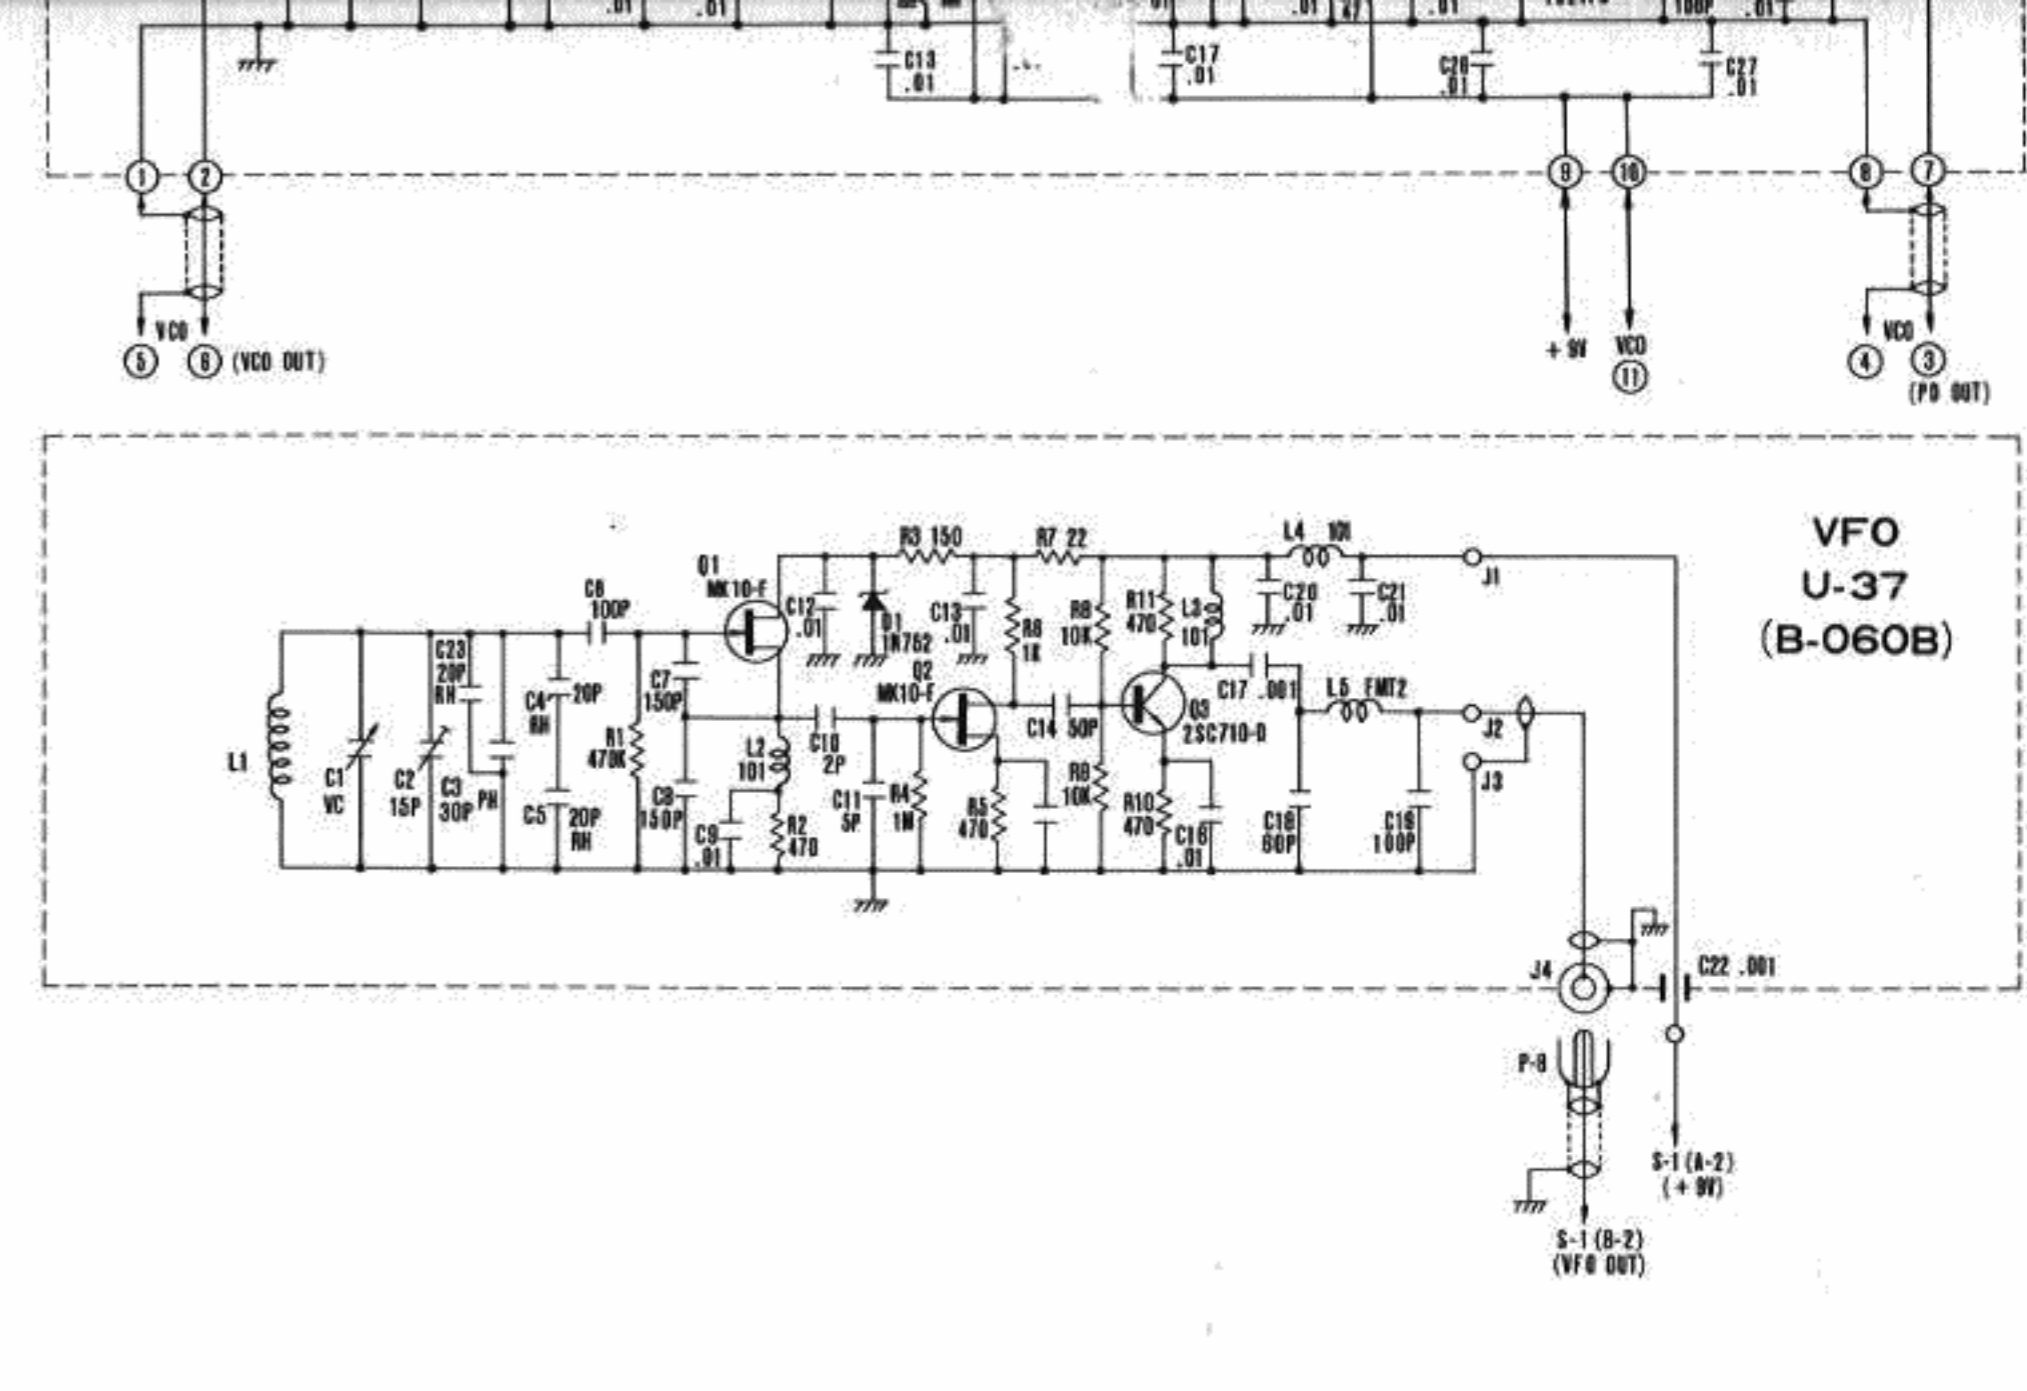 .01
.01
.01
.01
.01
100P
.01
C13
.01
C17
.01
C26
.01
C27
.01
1
2
9
10
8
7
VCO
5
6
(VCO OUT)
+ 9V
VCO
11
VCO
4
3
(PD OUT)
VFO
U-37
(B-060B)
R3 150
R7 22
L4 101
Q1
MK10-F
J1
C6
100P
C12
.01
D1
1N752
C13
.01
R6
1K
R8
10K
R11
470
L3
101
C20
.01
C21
.01
C23
20P
RH
C4
RH
20P
C7
150P
Q2
MK10-F
C17 .001
L5 FMT2
J2
Q3
2SC710-D
C14 50P
L1
C1
VC
C2
15P
C3
30P
PH
C5
20P
RH
R1
470K
C8
150P
L2
101
C10
2P
C9
.01
R2
470
C11
5P
R4
1M
R5
470
R9
10K
R10
470
C16
.01
C18
60P
C19
100P
J3
J4
C22 .001
P-8
S-1 (A-2)
(+ 9V)
S-1 (B-2)
(VFO OUT)